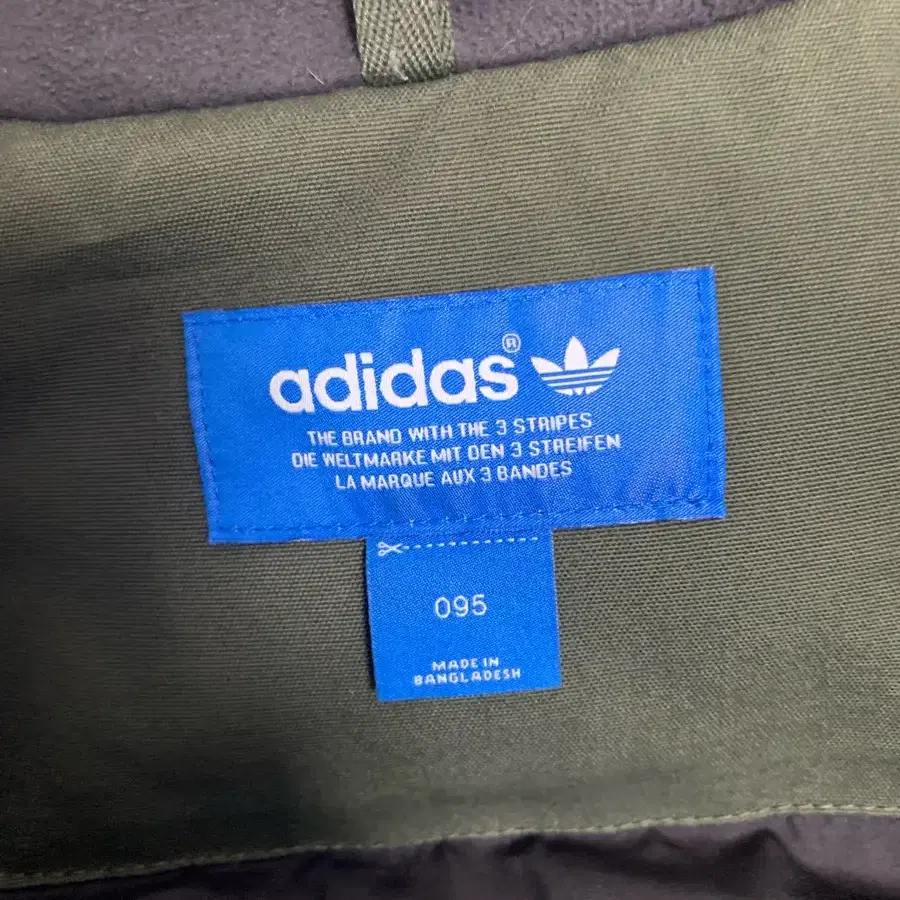 adidas®
THE BRAND WITH THE 3 STRIPES
DIE WELTMARKE MIT DEN 3 STREIFEN
LA MARQUE AUX 3 BANDES
095
MADE IN
BANGLADESH